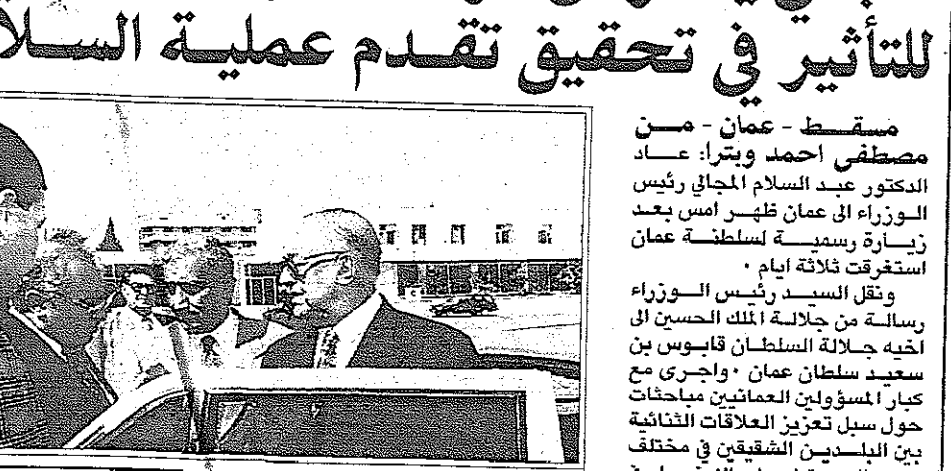 للتأثير في تحقيق تقدم عملية السلا
مسقط - عمان - من
مصطفى احمد وبترا: عاد
الدكتور عبد السلام المجالي رئيس
الوزراء الى عمان ظهر امس بعد
زيارة رسمية لسلطنة عمان
استغرقت ثلاثة ايام .
ونقل السيد رئيس الوزراء
رسالة من جلالة الملك الحسين الى
اخيه جلالة السلطان قابوس بن
سعيد سلطان عمان . واجرى مع
كبار المسؤولين العمانيين مباحثات
حول سبل تعزيز العلاقات الثنائية
بين البلدين الشقيقين في مختلف